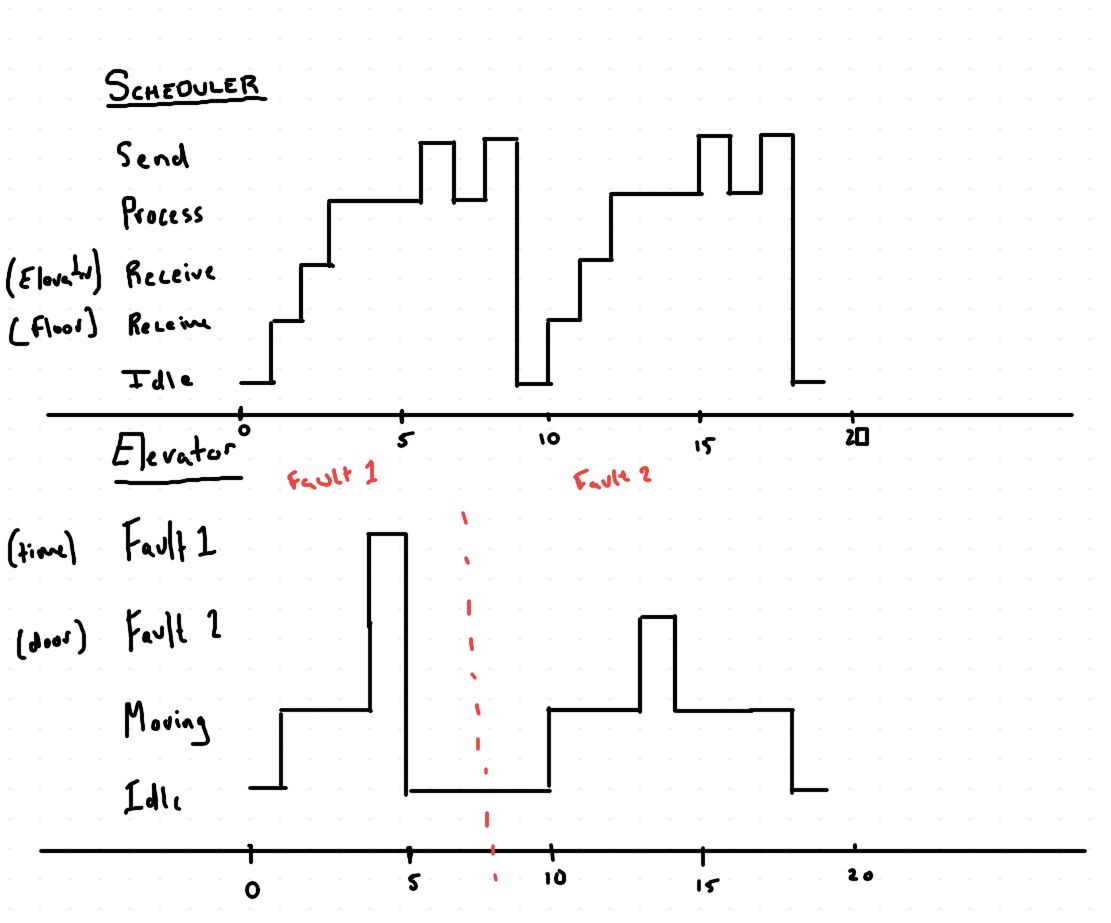 SCHEDULER
Send
Process
(Elevator) Receive
[Floor] Receive
Idle
0 5 10 15 20
Elevator
Fault 1 Fault 2
(time) Fault 1
(door) Fault 2
Moving
Idle
0 5 10 15 20